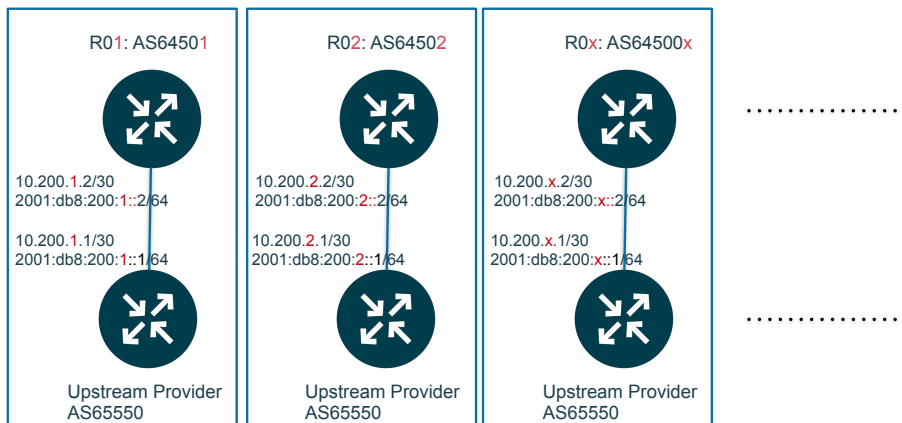 R01: AS64501
10.200.1.2/30
2001:db8:200:1::2/64
10.200.1.1/30
2001:db8:200:1::1/64
Upstream Provider
AS65550
R02: AS64502
10.200.2.2/30
2001:db8:200:2::2/64
10.200.2.1/30
2001:db8:200:2::1/64
Upstream Provider
AS65550
R0x: AS64500x
10.200.x.2/30
2001:db8:200:x::2/64
10.200.x.1/30
2001:db8:200:x::1/64
Upstream Provider
AS65550
...............
...............